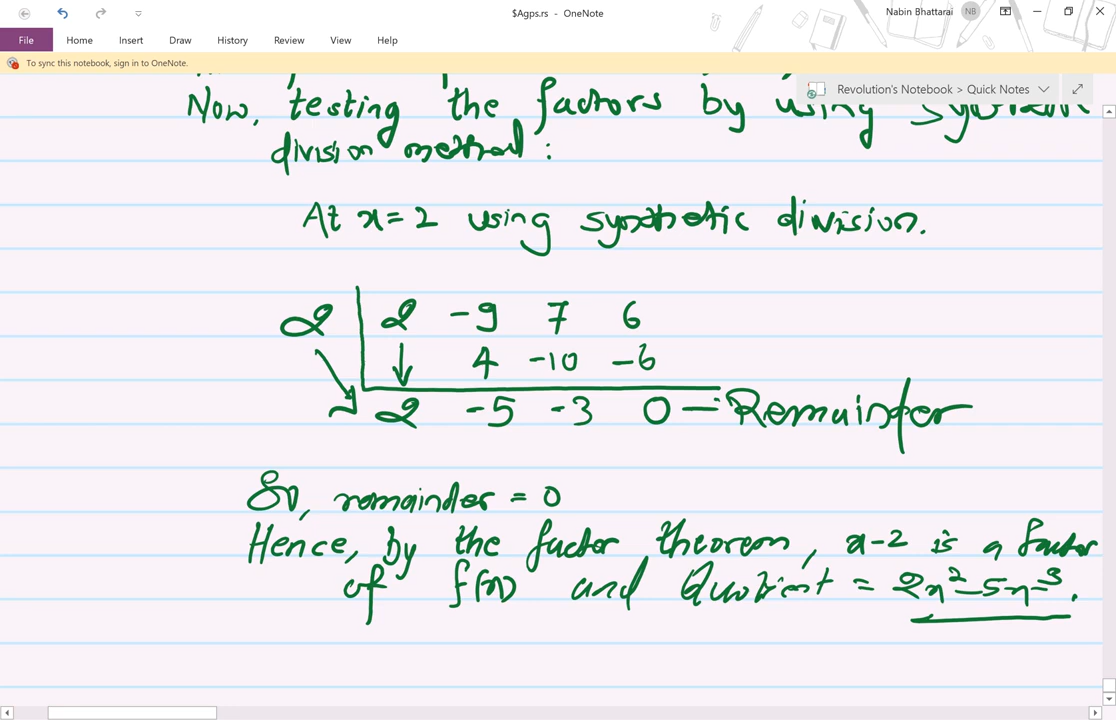 $Agps.rs - OneNote
Nabin Bhattarai NB
File Home Insert Draw History Review View Help
To sync this notebook, sign in to OneNote.
Revolution's Notebook > Quick Notes
Now, testing the factors by using
division method :
At x=2 using synthetic division.
2 2 -9 7 6
4 -10 -6
2 -5 -3 0 — Remainder
So, remainder = 0
Hence, by the factor theorem, x-2 is a factor
of f(x) and Quotient = 2x²-5x-3.